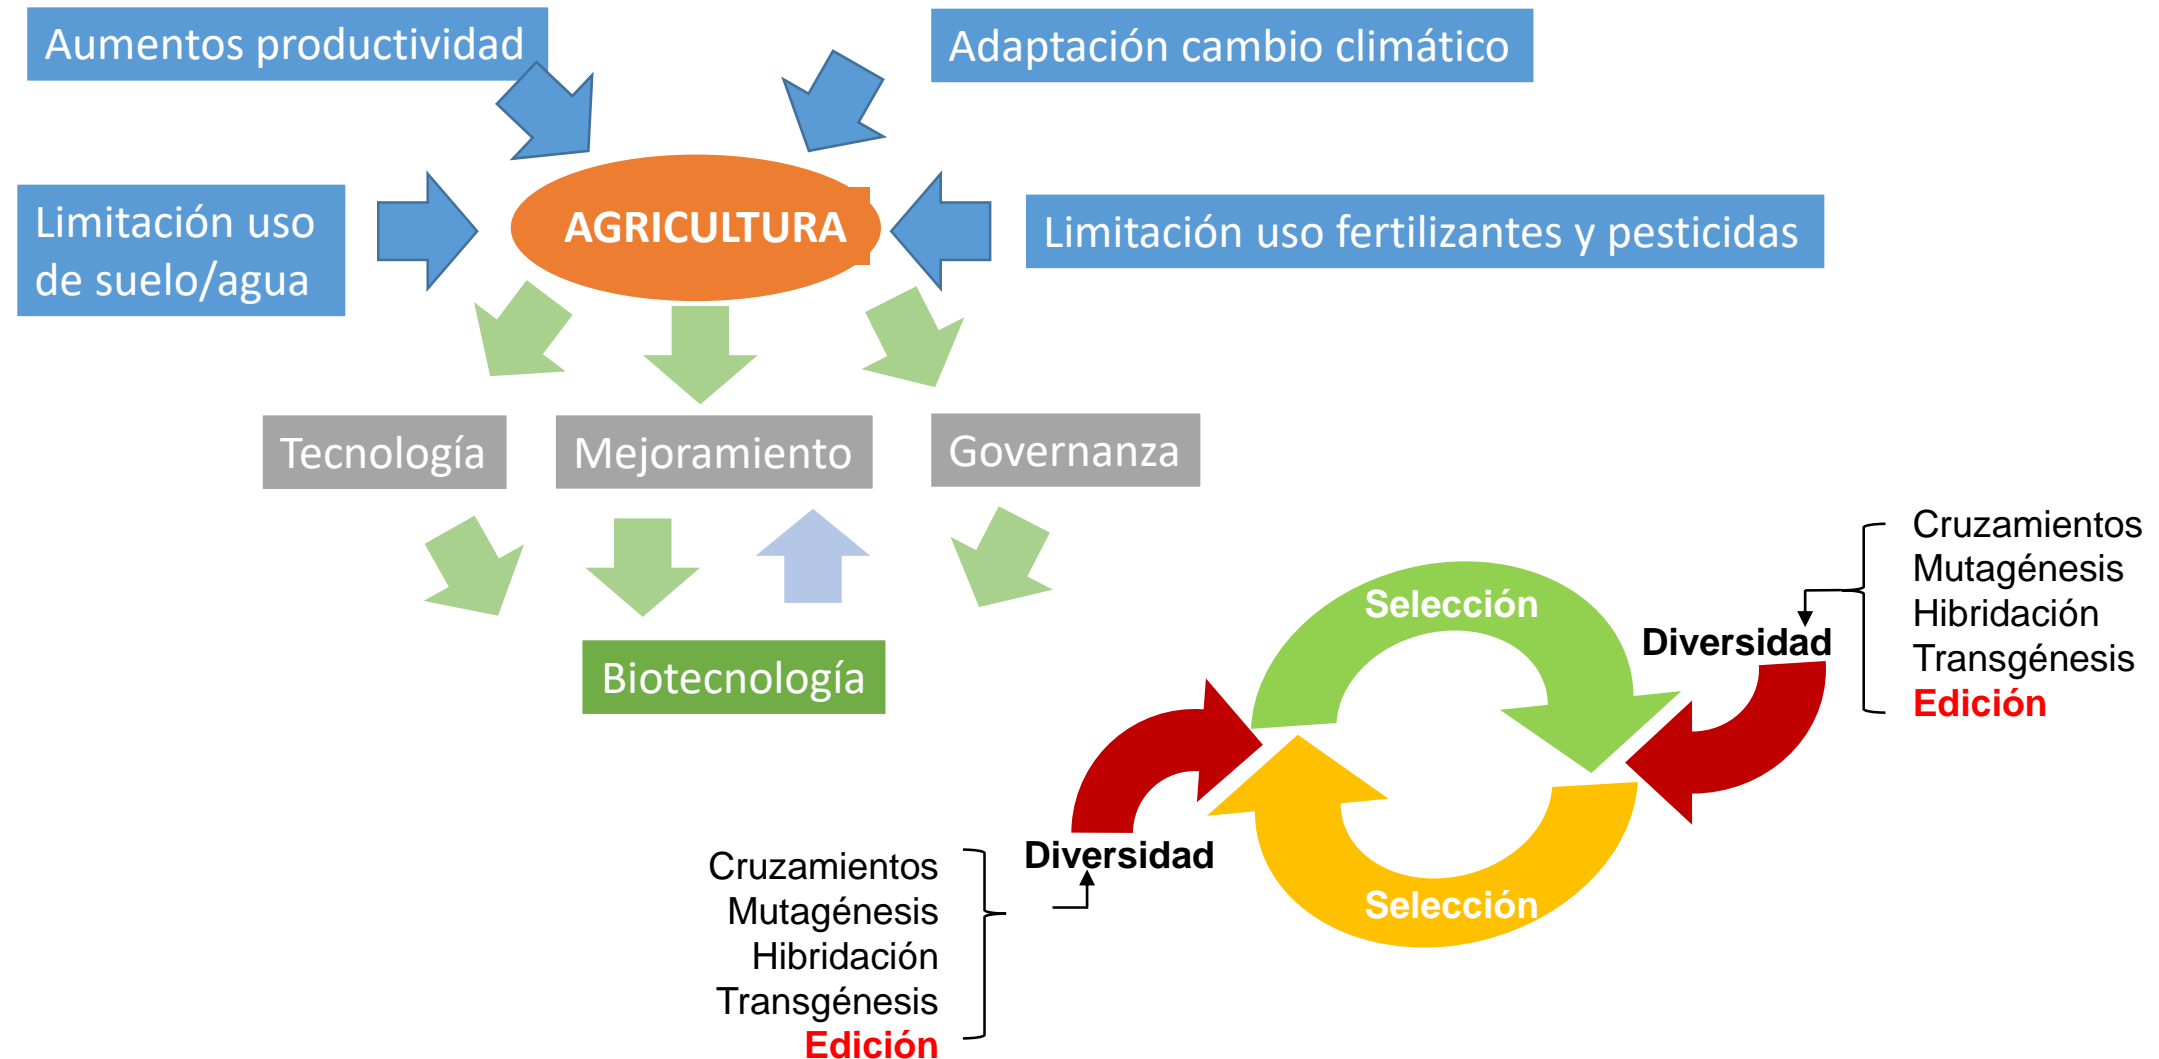 Aumentos productividad
Adaptación cambio climático
Limitación uso
de suelo/agua
AGRICULTURA
Limitación uso fertilizantes y pesticidas
Tecnología
Mejoramiento
Governanza
Biotecnología
Selección
Diversidad
Cruzamientos
Mutagénesis
Hibridación
Transgénesis
Edición
Diversidad
Selección
Cruzamientos
Mutagénesis
Hibridación
Transgénesis
Edición